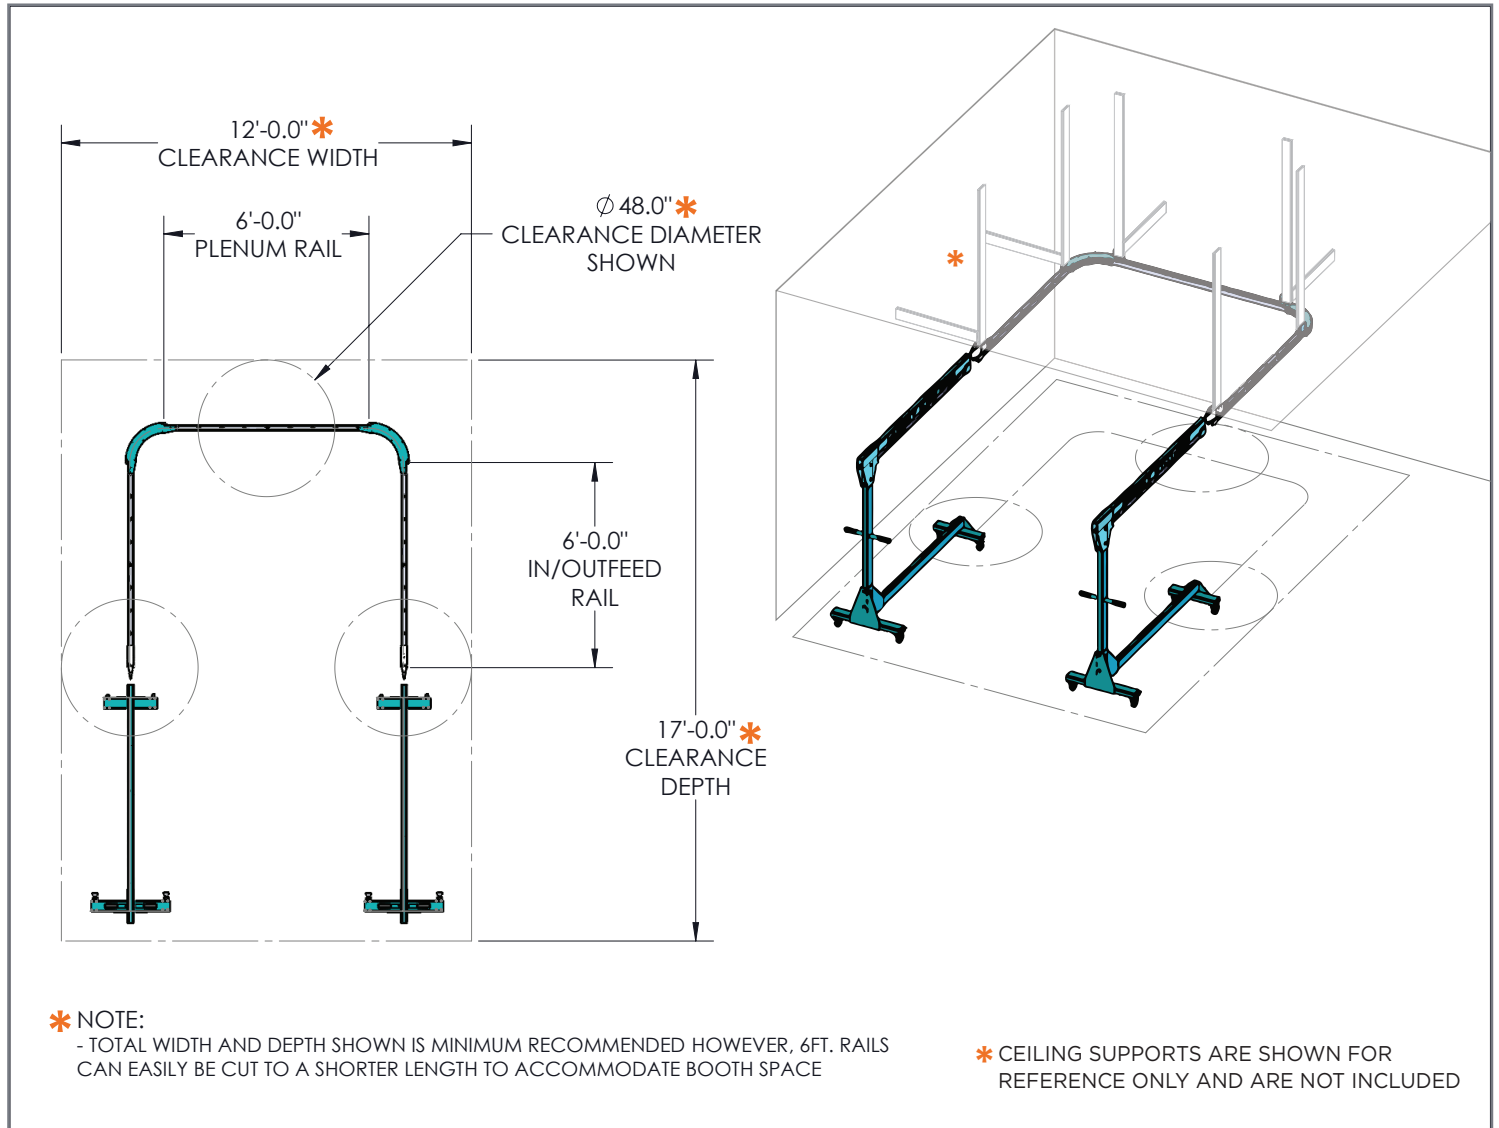 12'-0.0"*
CLEARANCE WIDTH
6'-0.0"
PLENUM RAIL
∅ 48.0"*
CLEARANCE DIAMETER
SHOWN
*
6'-0.0"
IN/OUTFEED
RAIL
17'-0.0"*
CLEARANCE
DEPTH
* NOTE:
- TOTAL WIDTH AND DEPTH SHOWN IS MINIMUM RECOMMENDED HOWEVER, 6FT. RAILS
CAN EASILY BE CUT TO A SHORTER LENGTH TO ACCOMMODATE BOOTH SPACE
* CEILING SUPPORTS ARE SHOWN FOR
REFERENCE ONLY AND ARE NOT INCLUDED